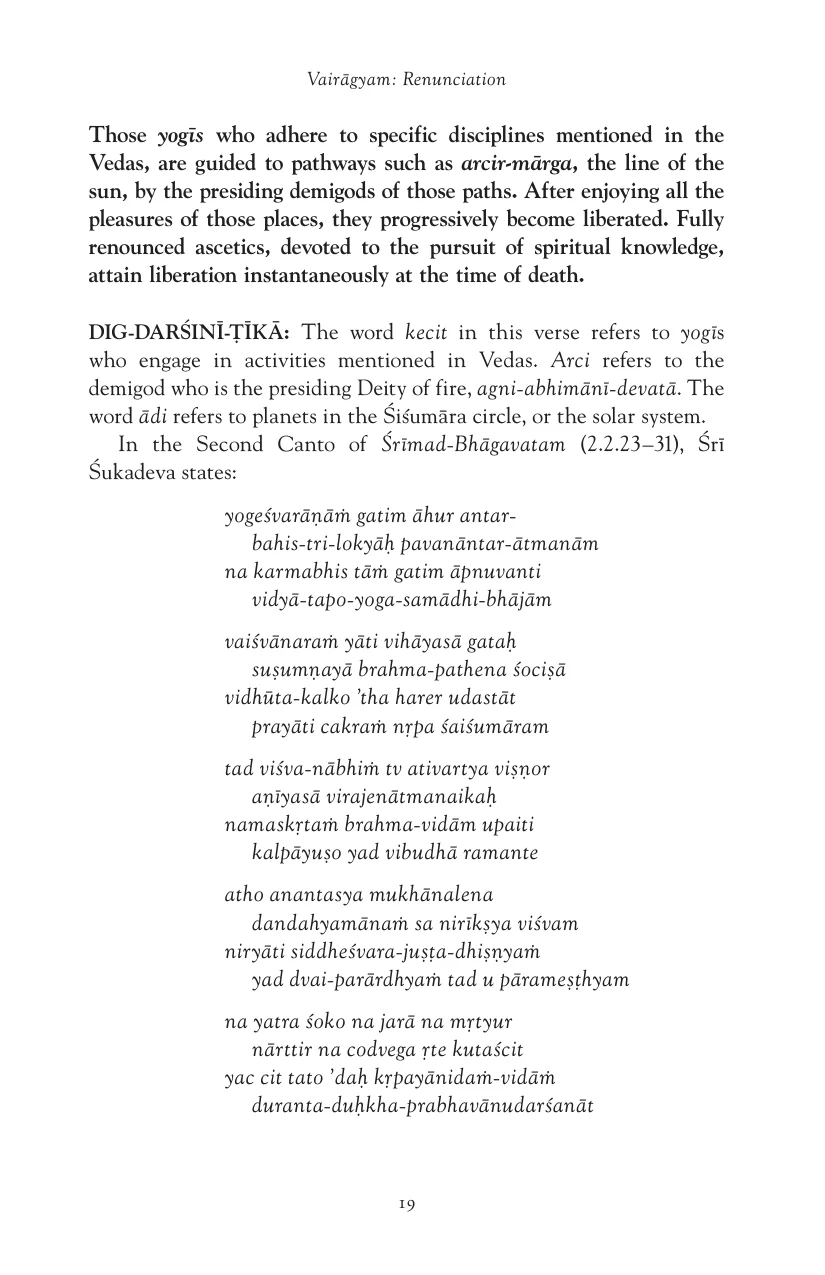 Vairāgyam: Renunciation
Those yogīs who adhere to specific disciplines mentioned in the
Vedas, are guided to pathways such as arcir-mārga, the line of the
sun, by the presiding demigods of those paths. After enjoying all the
pleasures of those places, they progressively become liberated. Fully
renounced ascetics, devoted to the pursuit of spiritual knowledge,
attain liberation instantaneously at the time of death.
DIG-DARŚINĪ-ṬĪKĀ: The word kecit in this verse refers to yogīs
who engage in activities mentioned in Vedas. Arci refers to the
demigod who is the presiding Deity of fire, agni-abhimānī-devatā. The
word ādi refers to planets in the Śiśumāra circle, or the solar system.
In the Second Canto of Śrīmad-Bhāgavatam (2.2.23–31), Śrī
Śukadeva states:
yogeśvarāṇāṁ gatim āhur antar-
bahis-tri-lokyāḥ pavanāntar-ātmanām
na karmabhis tāṁ gatim āpnuvanti
vidyā-tapo-yoga-samādhi-bhājām
vaiśvānaraṁ yāti vihāyasā gataḥ
suṣumṇayā brahma-pathena śociṣā
vidhūta-kalko ’tha harer udastāt
prayāti cakraṁ nṛpa śaiśumāram
tad viśva-nābhiṁ tv ativartya viṣṇor
aṇīyasā virajenātmanaikaḥ
namaskṛtaṁ brahma-vidām upaiti
kalpāyuṣo yad vibudhā ramante
atho anantasya mukhānalena
dandahyamānaṁ sa nirīkṣya viśvam
niryāti siddheśvara-juṣṭa-dhiṣṇyaṁ
yad dvai-parārdhyaṁ tad u pārameṣṭhyam
na yatra śoko na jarā na mṛtyur
nārttir na codvega ṛte kutaścit
yac cit tato ’daḥ kṛpayānidaṁ-vidāṁ
duranta-duḥkha-prabhavānudarśanāt
19